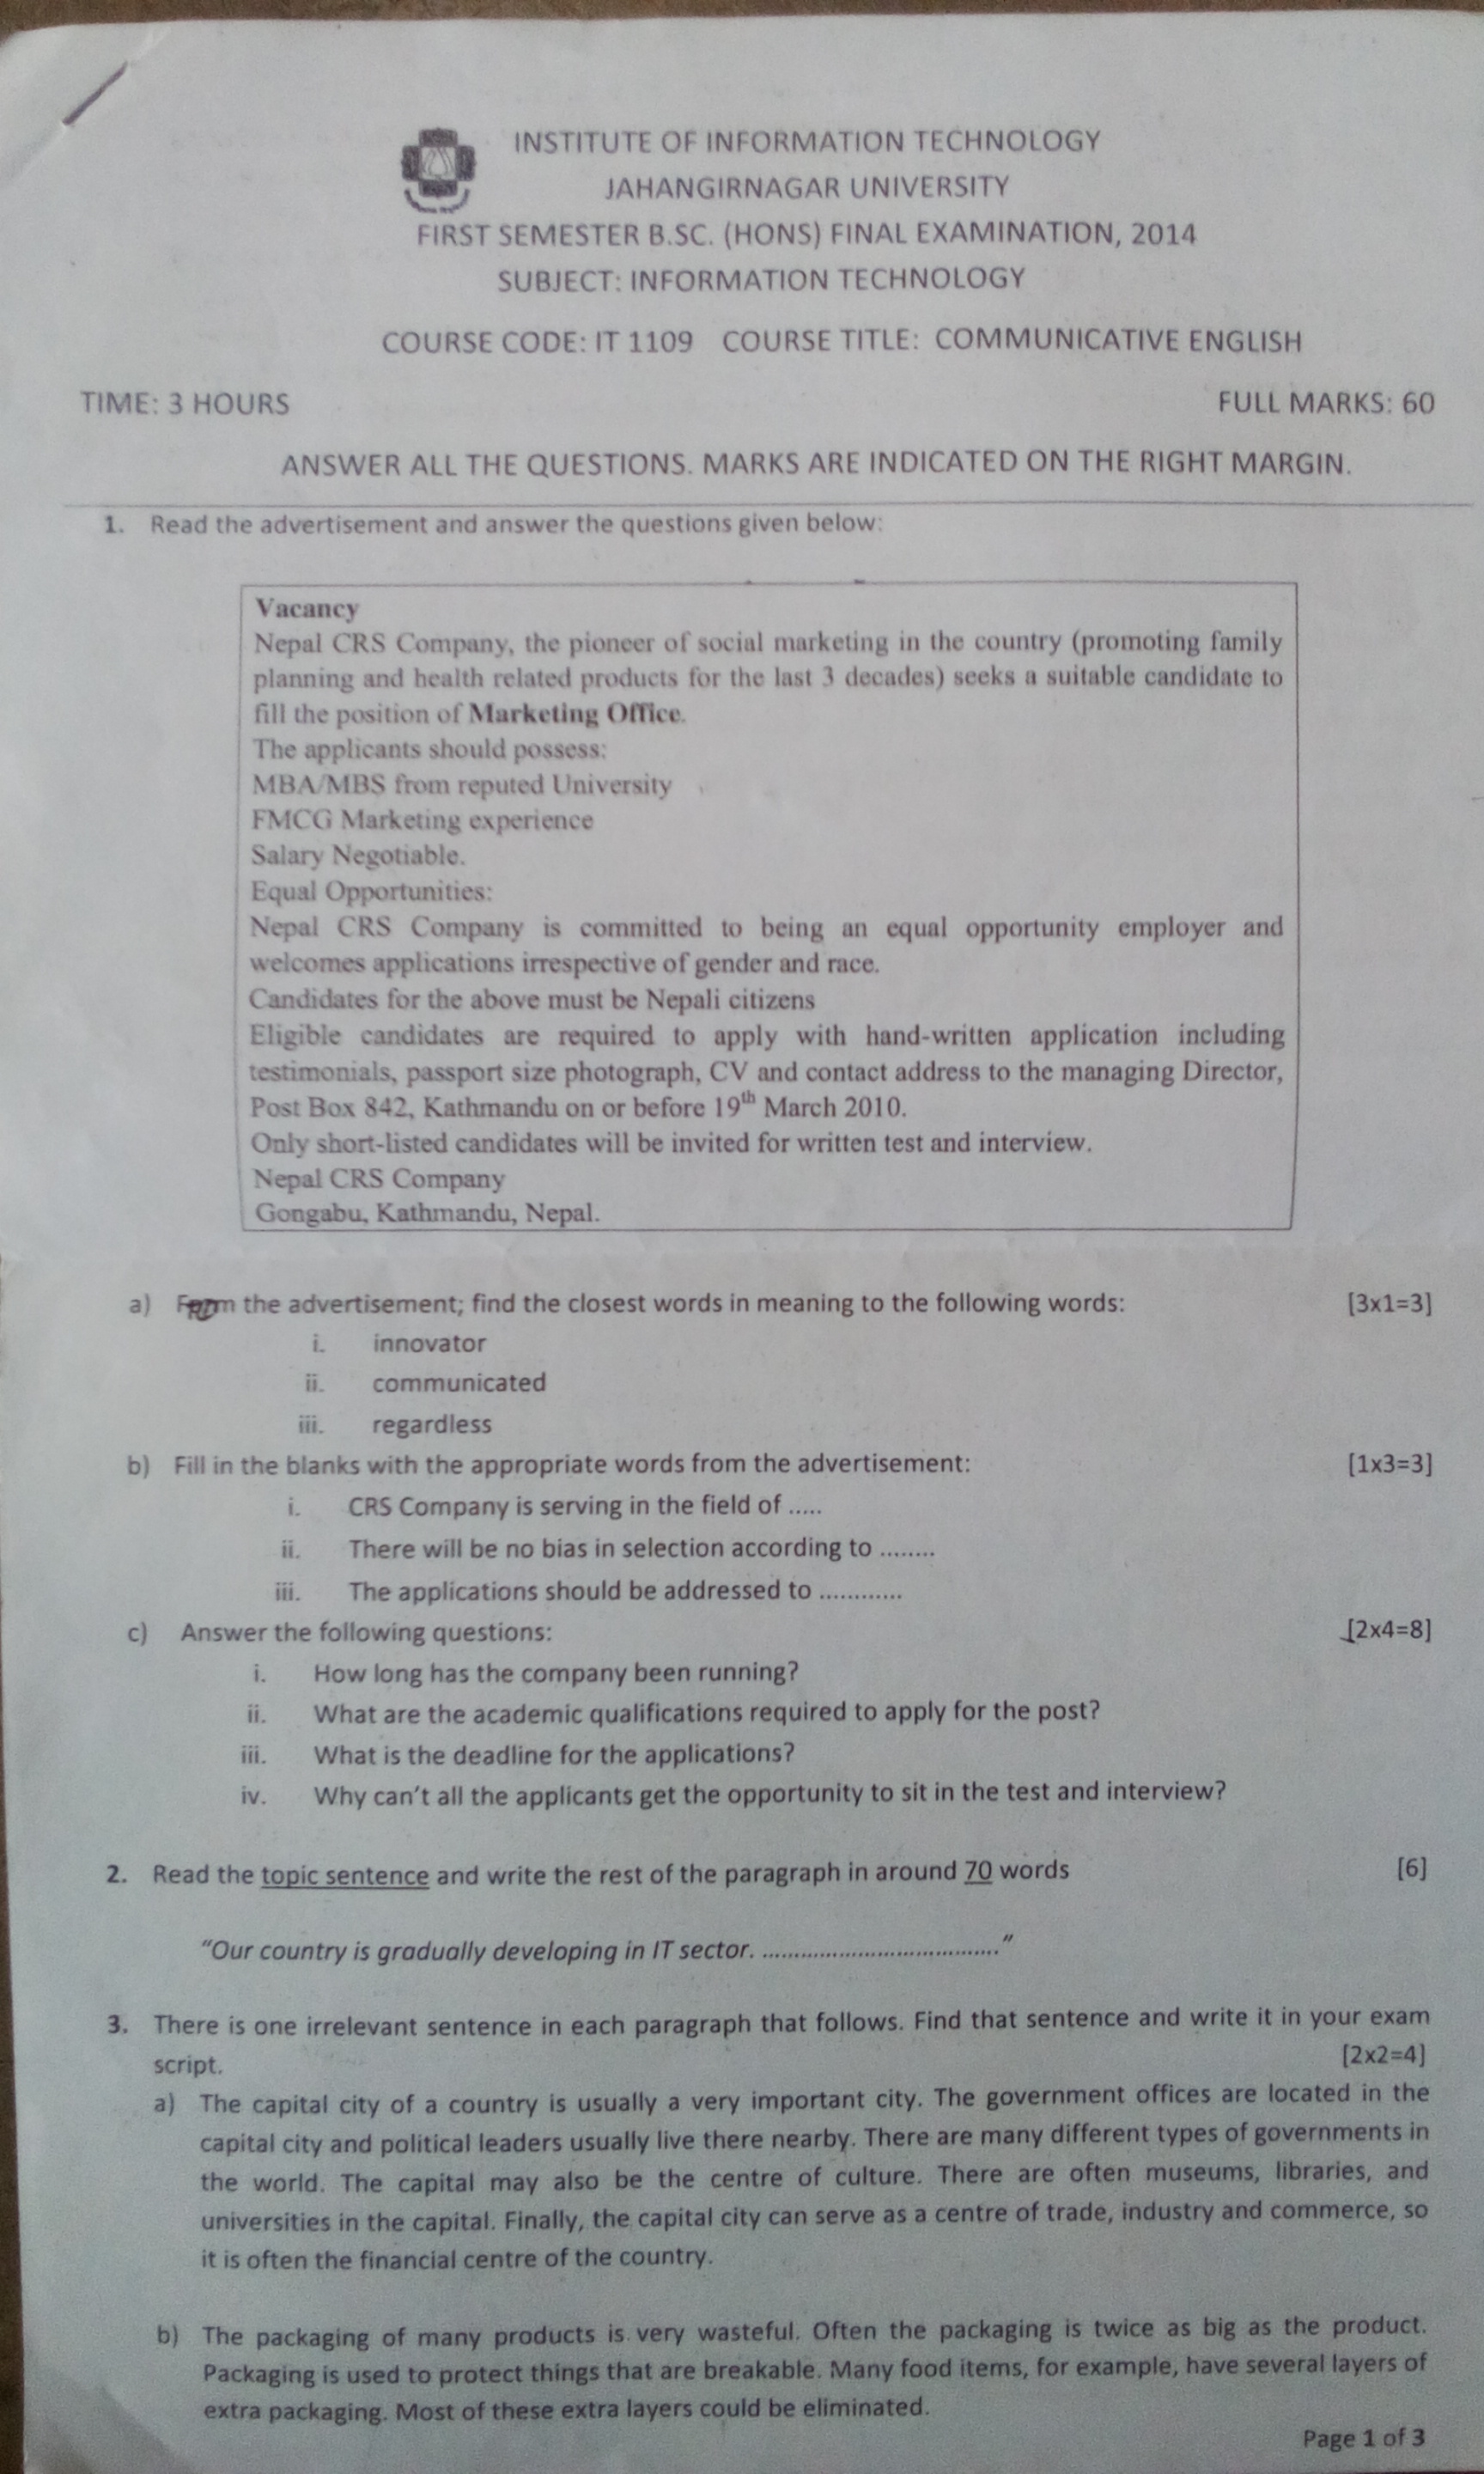 INSTITUTE OF INFORMATION TECHNOLOGY
JAHANGIRNAGAR UNIVERSITY
FIRST SEMESTER B.SC. (HONS) FINAL EXAMINATION, 2014
SUBJECT: INFORMATION TECHNOLOGY
COURSE CODE: IT 1109 COURSE TITLE: COMMUNICATIVE ENGLISH
TIME: 3 HOURS FULL MARKS: 60
ANSWER ALL THE QUESTIONS. MARKS ARE INDICATED ON THE RIGHT MARGIN.
1. Read the advertisement and answer the questions given below:
Vacancy
Nepal CRS Company, the pioneer of social marketing in the country (promoting family
planning and health related products for the last 3 decades) seeks a suitable candidate to
fill the position of Marketing Office.
The applicants should possess:
MBA/MBS from reputed University
FMCG Marketing experience
Salary Negotiable.
Equal Opportunities:
Nepal CRS Company is committed to being an equal opportunity employer and
welcomes applications irrespective of gender and race.
Candidates for the above must be Nepali citizens
Eligible candidates are required to apply with hand-written application including
testimonials, passport size photograph, CV and contact address to the managing Director,
Post Box 842, Kathmandu on or before 19th March 2010.
Only short-listed candidates will be invited for written test and interview.
Nepal CRS Company
Gongabu, Kathmandu, Nepal.
a) From the advertisement; find the closest words in meaning to the following words: [3x1=3]
i. innovator
ii. communicated
iii. regardless
b) Fill in the blanks with the appropriate words from the advertisement: [1x3=3]
i. CRS Company is serving in the field of .....
ii. There will be no bias in selection according to ........
iii. The applications should be addressed to ............
c) Answer the following questions: [2x4=8]
i. How long has the company been running?
ii. What are the academic qualifications required to apply for the post?
iii. What is the deadline for the applications?
iv. Why can't all the applicants get the opportunity to sit in the test and interview?
2. Read the topic sentence and write the rest of the paragraph in around 70 words [6]
"Our country is gradually developing in IT sector. ....................................."
3. There is one irrelevant sentence in each paragraph that follows. Find that sentence and write it in your exam
script. [2x2=4]
a) The capital city of a country is usually a very important city. The government offices are located in the
capital city and political leaders usually live there nearby. There are many different types of governments in
the world. The capital may also be the centre of culture. There are often museums, libraries, and
universities in the capital. Finally, the capital city can serve as a centre of trade, industry and commerce, so
it is often the financial centre of the country.
b) The packaging of many products is very wasteful. Often the packaging is twice as big as the product.
Packaging is used to protect things that are breakable. Many food items, for example, have several layers of
extra packaging. Most of these extra layers could be eliminated.
Page 1 of 3